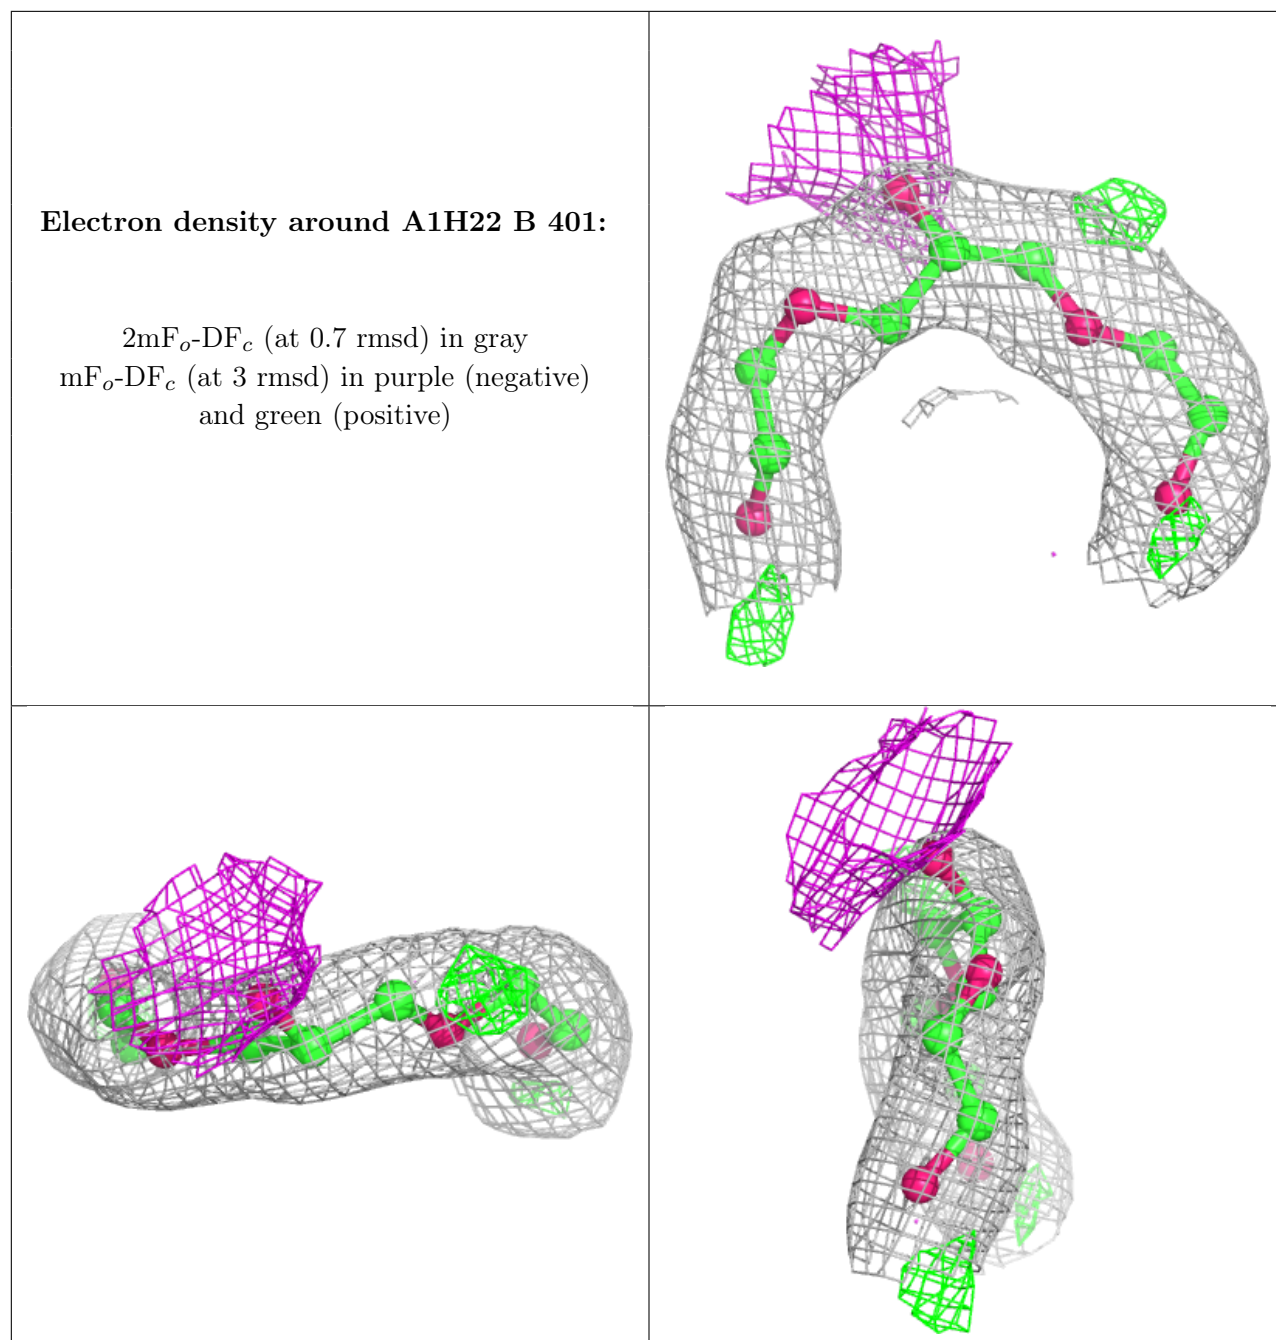 Electron density around A1H22 B 401:
2mFo-DFc (at 0.7 rmsd) in gray
mFo-DFc (at 3 rmsd) in purple (negative)
and green (positive)